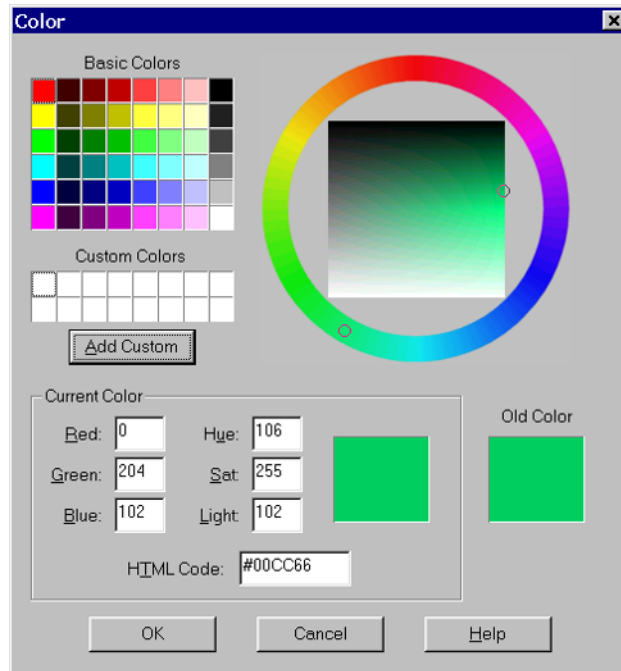 Color
Basic Colors
Custom Colors
Add Custom
Current Color
Red: 0 Hue: 106
Green: 204 Sat: 255
Blue: 102 Light: 102
HTML Code: #00CC66
Old Color
OK Cancel Help